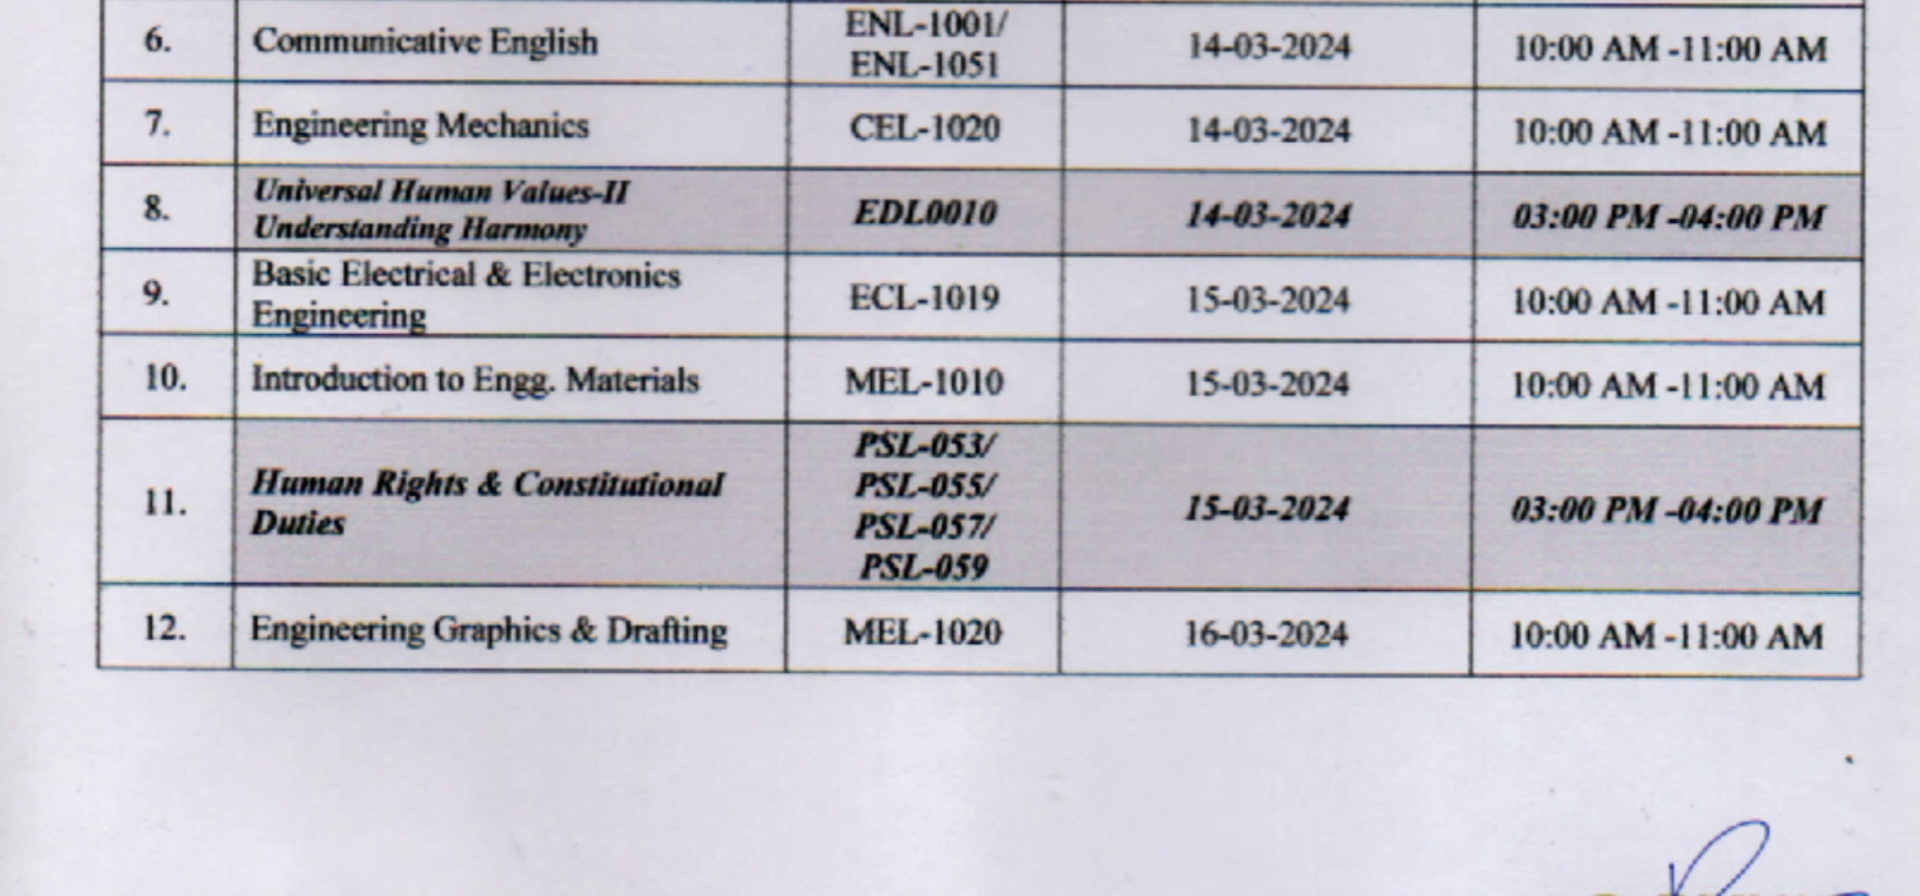 6. Communicative English ENL-1001/ ENL-1051 14-03-2024 10:00 AM -11:00 AM
7. Engineering Mechanics CEL-1020 14-03-2024 10:00 AM -11:00 AM
8. Universal Human Values-II Understanding Harmony EDL0010 14-03-2024 03:00 PM -04:00 PM
9. Basic Electrical & Electronics Engineering ECL-1019 15-03-2024 10:00 AM -11:00 AM
10. Introduction to Engg. Materials MEL-1010 15-03-2024 10:00 AM -11:00 AM
11. Human Rights & Constitutional Duties PSL-053/ PSL-055/ PSL-057/ PSL-059 15-03-2024 03:00 PM -04:00 PM
12. Engineering Graphics & Drafting MEL-1020 16-03-2024 10:00 AM -11:00 AM